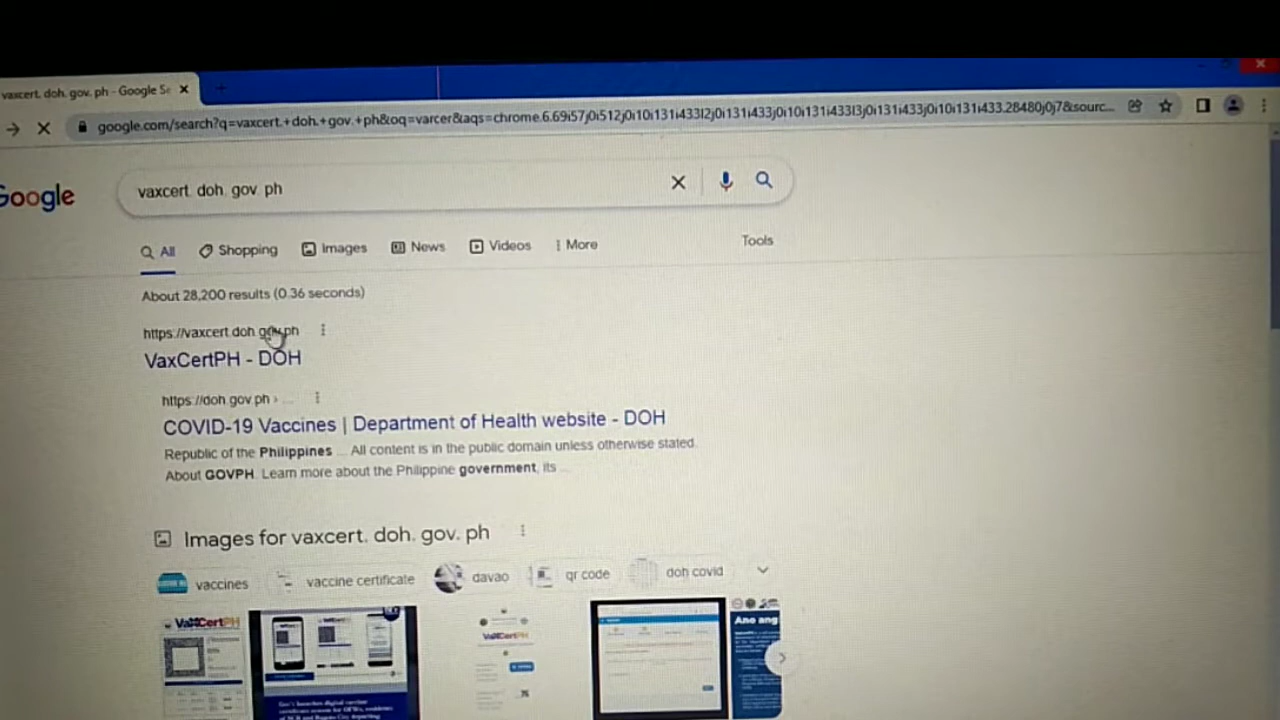 vaxcert. doh. gov. ph - Google Se
google.com/search?q=vaxcert.+doh.+gov.+ph&oq=varcer&aqs=chrome.6.69i57j0i512j0i10i131i433l2j0i131i433j0i10i131i433l3j0i131i433j0i10i131i433.28480j0j7&sourc...
Google
vaxcert. doh. gov. ph
All Shopping Images News Videos More Tools
About 28,200 results (0.36 seconds)
https://vaxcert.doh.gov.ph
VaxCertPH - DOH
https://doh.gov.ph › ...
COVID-19 Vaccines | Department of Health website - DOH
Republic of the Philippines ... All content is in the public domain unless otherwise stated.
About GOVPH. Learn more about the Philippine government, its ...
Images for vaxcert. doh. gov. ph
vaccines vaccine certificate davao qr code doh covid
VaxCertPH
VaxCertPH
Ano ang